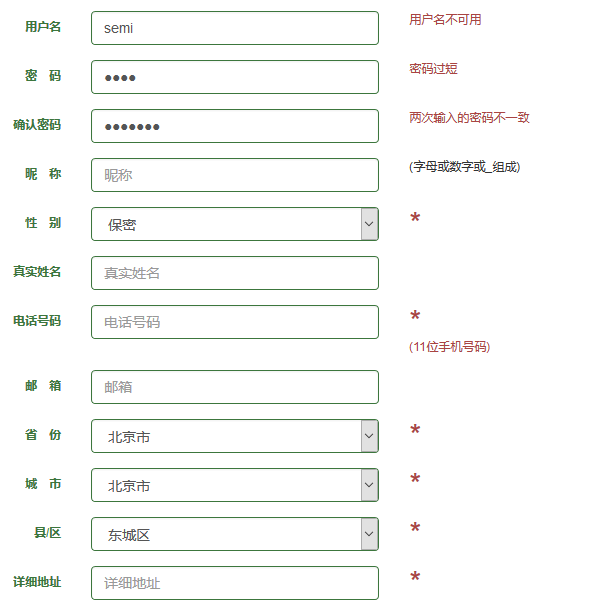 用户名 semi 用户名不可用
密 码 ●●●● 密码过短
确认密码 ●●●●●●● 两次输入的密码不一致
昵 称 昵称 (字母或数字或_组成)
性 别 保密 *
真实姓名 真实姓名
电话号码 电话号码 *
(11位手机号码)
邮 箱 邮箱
省 份 北京市 *
城 市 北京市 *
县/区 东城区 *
详细地址 详细地址 *